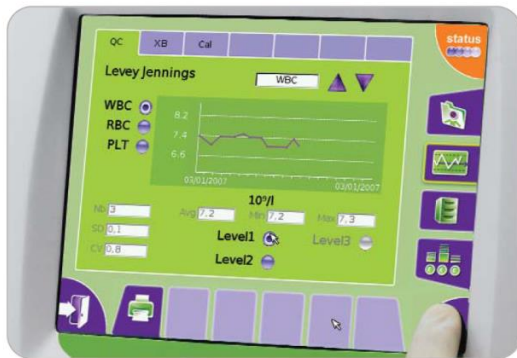 QC XB Cal
status
Levey Jennings WBC
WBC
RBC
PLT
8.2
7.4
6.6
03/01/2007 03/01/2007
10⁹/l
Nb 3 Avg 7,2 Min 7,2 Max 7,3
SD 0,1
CV 0,8
Level1 Level3
Level2